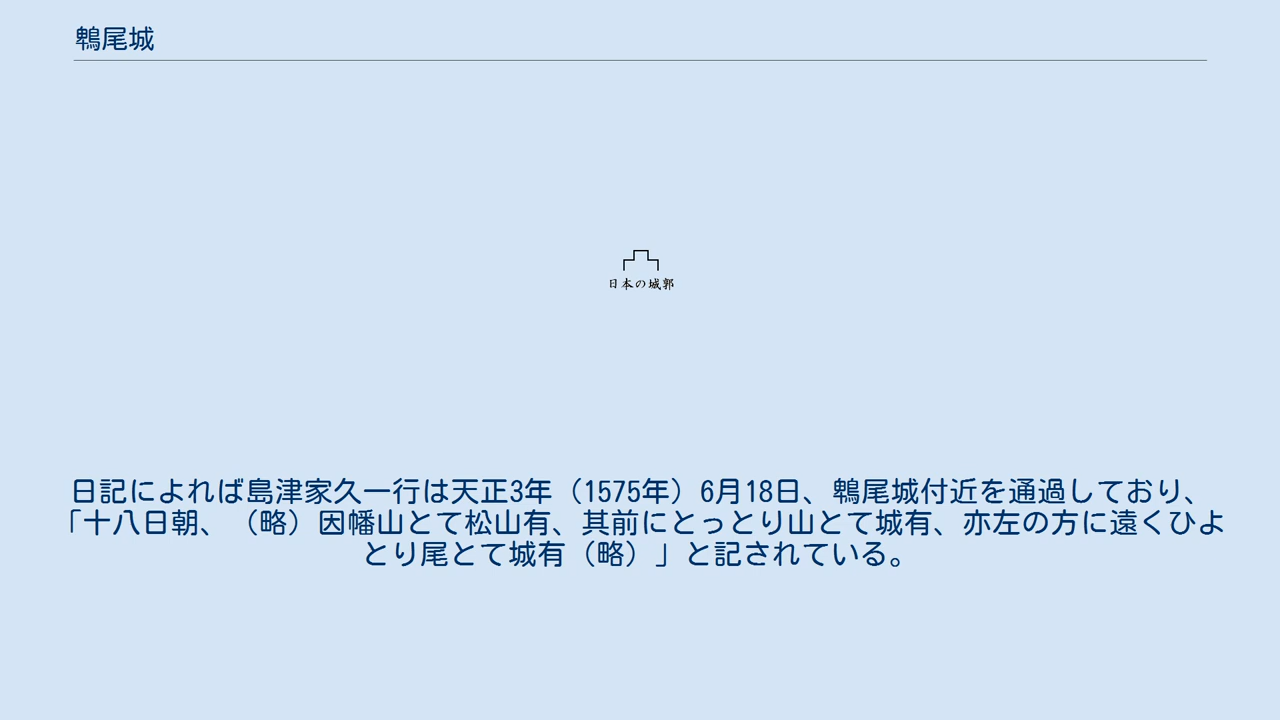 鵯尾城
日本の城郭
日記によれば島津家久一行は天正3年（1575年）6月18日、鵯尾城付近を通過しており、
「十八日朝、（略）因幡山とて松山有、其前にとっとり山とて城有、亦左の方に遠くひよ
とり尾とて城有（略）」と記されている。